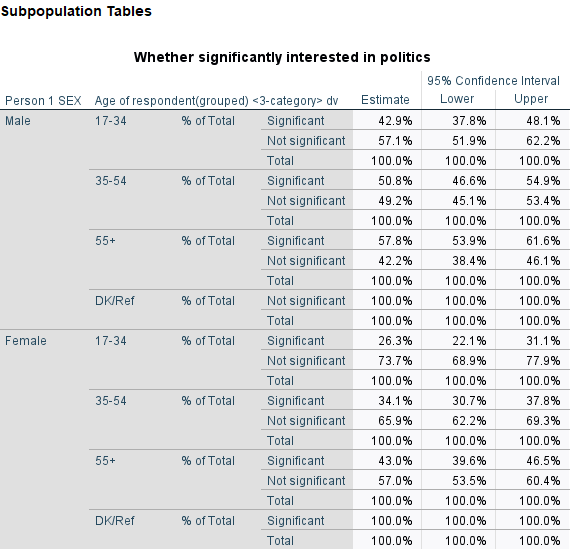 Subpopulation Tables
Whether significantly interested in politics
95% Confidence Interval
Person 1 SEX Age of respondent(grouped) <3-category> dv Estimate Lower Upper
Male 17-34 % of Total Significant 42.9% 37.8% 48.1%
Not significant 57.1% 51.9% 62.2%
Total 100.0% 100.0% 100.0%
35-54 % of Total Significant 50.8% 46.6% 54.9%
Not significant 49.2% 45.1% 53.4%
Total 100.0% 100.0% 100.0%
55+ % of Total Significant 57.8% 53.9% 61.6%
Not significant 42.2% 38.4% 46.1%
Total 100.0% 100.0% 100.0%
DK/Ref % of Total Not significant 100.0% 100.0% 100.0%
Total 100.0% 100.0% 100.0%
Female 17-34 % of Total Significant 26.3% 22.1% 31.1%
Not significant 73.7% 68.9% 77.9%
Total 100.0% 100.0% 100.0%
35-54 % of Total Significant 34.1% 30.7% 37.8%
Not significant 65.9% 62.2% 69.3%
Total 100.0% 100.0% 100.0%
55+ % of Total Significant 43.0% 39.6% 46.5%
Not significant 57.0% 53.5% 60.4%
Total 100.0% 100.0% 100.0%
DK/Ref % of Total Significant 100.0% 100.0% 100.0%
Total 100.0% 100.0% 100.0%